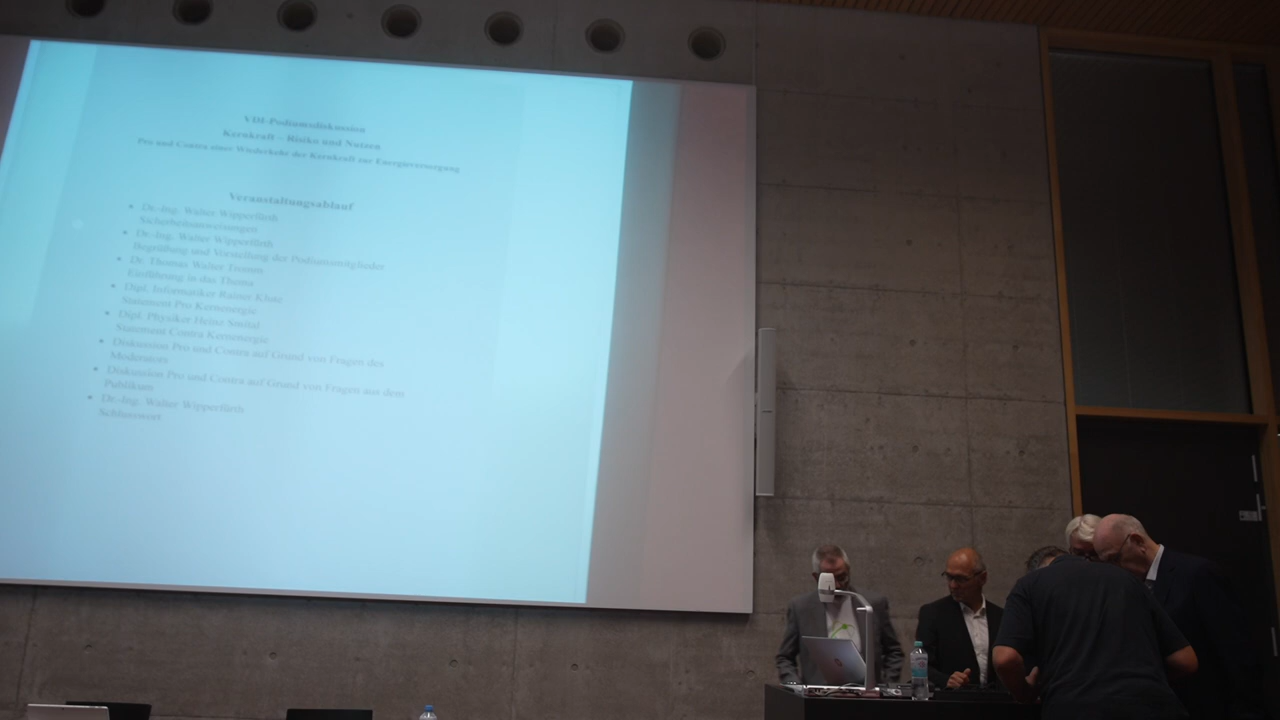 VDI-Podiumsdiskussion
Kernkraft – Risiko und Nutzen
Pro und Contra einer Wiederkehr der Kernkraft zur Energieversorgung
Veranstaltungsablauf
• Dr.-Ing. Walter Wipperfürth
Sicherheitsanweisungen
• Dr.-Ing. Walter Wipperfürth
Begrüßung und Vorstellung der Podiumsmitglieder
• Dr. Thomas Walter Tromm
Einführung in das Thema
• Dipl. Informatiker Rainer Klute
Statement Pro Kernenergie
• Dipl. Physiker Heinz Smital
Statement Contra Kernenergie
• Diskussion Pro und Contra auf Grund von Fragen des
Moderators
• Diskussion Pro und Contra auf Grund von Fragen aus dem
Publikum
• Dr.-Ing. Walter Wipperfürth
Schlusswort